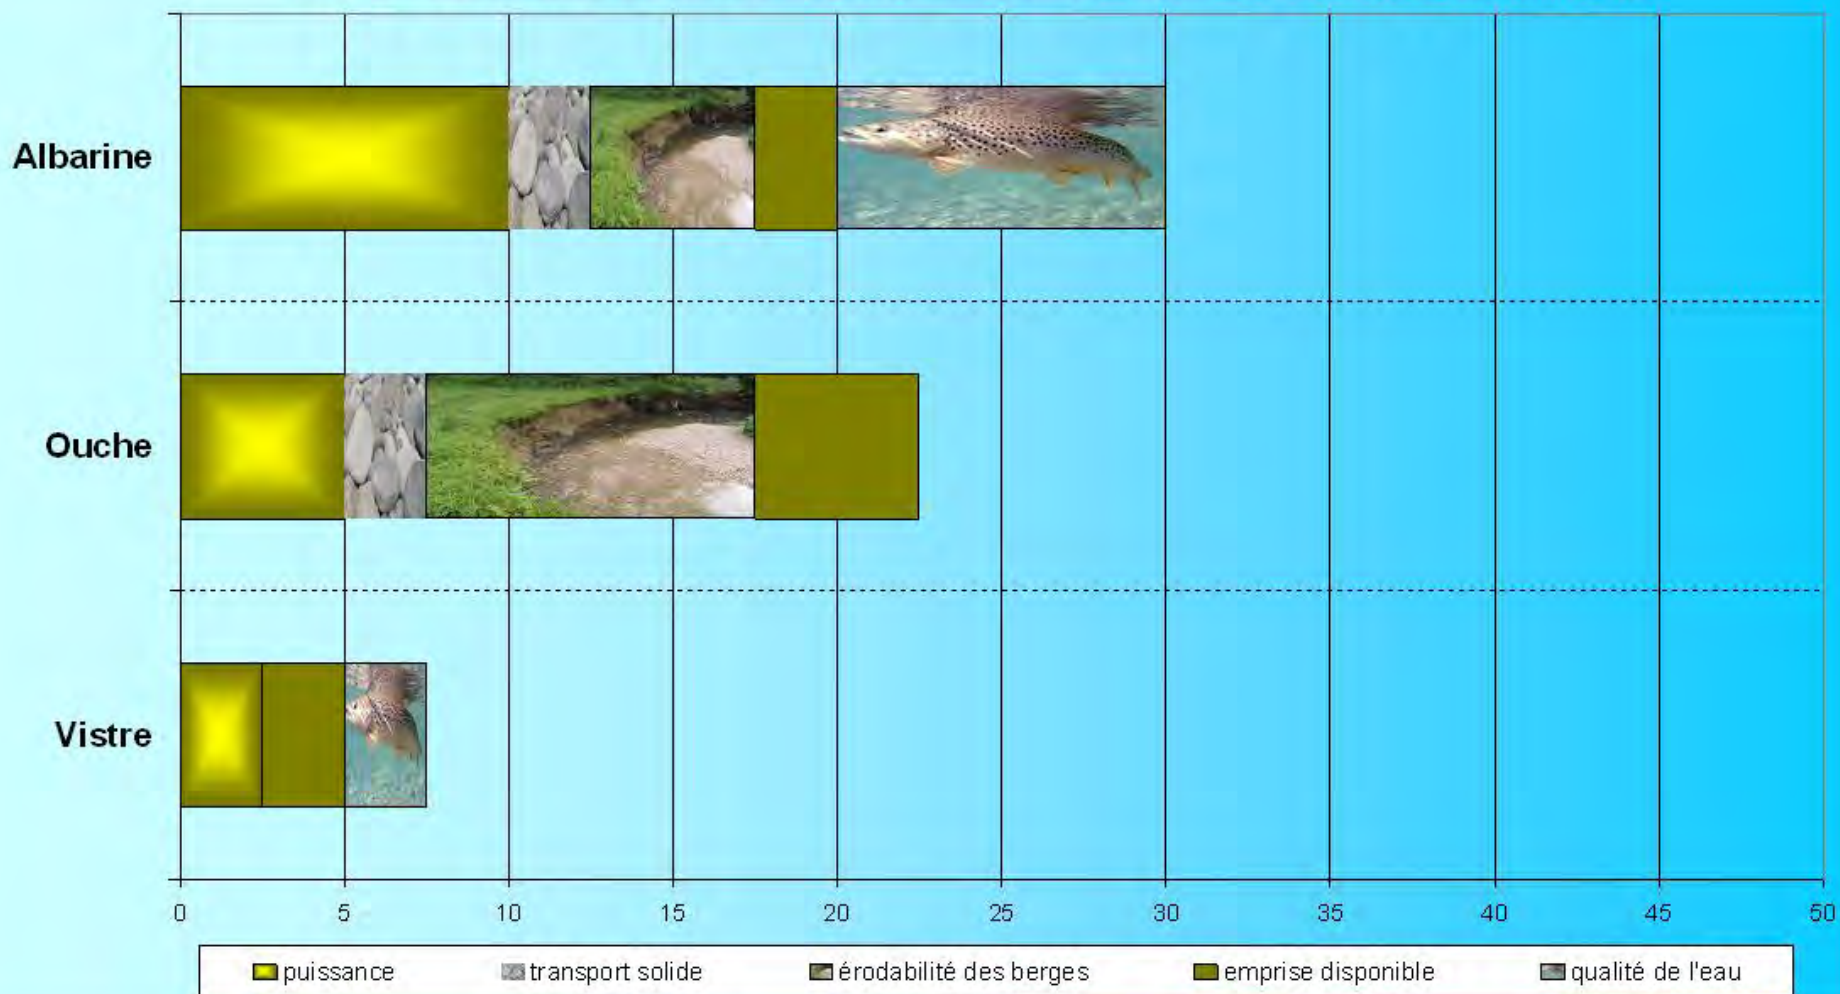 Albarine
Ouche
Vistre
0 5 10 15 20 25 30 35 40 45 50
puissance transport solide érodabilité des berges emprise disponible qualité de l'eau